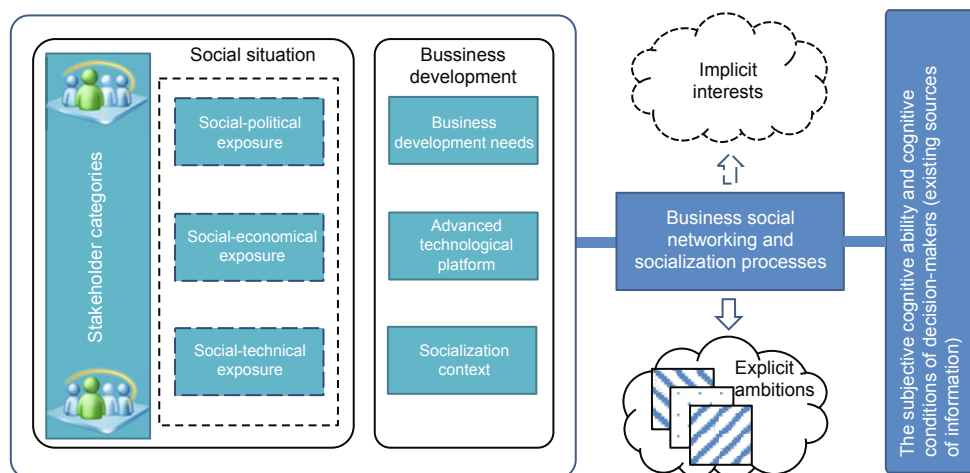 Stakeholder categories
Social situation
Social-political
exposure
Social-economical
exposure
Social-technical
exposure
Bussiness
development
Business
development needs
Advanced
technological
platform
Socialization
context
Implicit
interests
Business social
networking and
socialization processes
Explicit
ambitions
The subjective cognitive ability and cognitive
conditions of decision-makers (existing sources
of information)